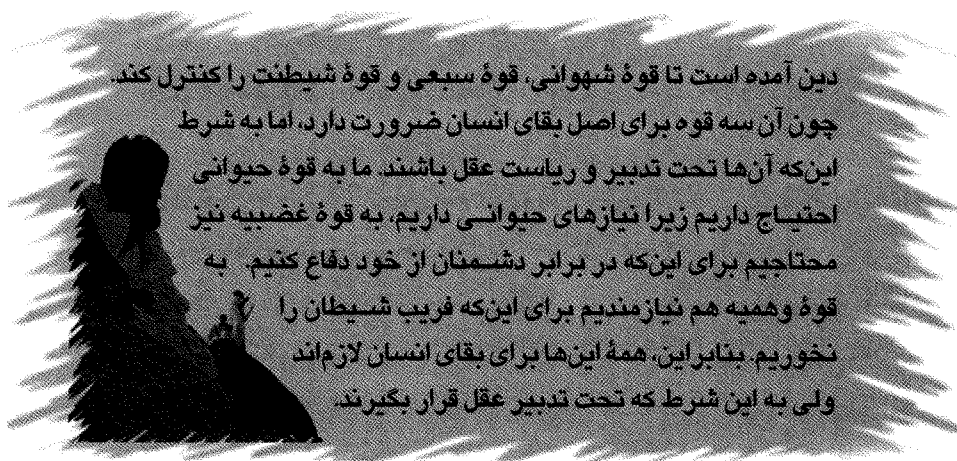 دین آمده است تا قوهٔ شهوانی، قوهٔ سبعی و قوهٔ شیطنت را کنترل کند.
چون آن سه قوه برای اصل بقای انسان ضرورت دارد، اما به شرط
این‌که آن‌ها تحت تدبیر و ریاست عقل باشند. ما به قوهٔ حیوانی
احتیاج داریم زیرا نیازهای حیوانی داریم، به قوهٔ غضبیه نیز
محتاجیم برای این‌که در برابر دشمنان از خود دفاع کنیم. به
قوهٔ وهمیه هم نیازمندیم برای این‌که فریب شیطان را
نخوریم. بنابراین، همهٔ این‌ها برای بقای انسان لازم‌اند
ولی به این شرط که تحت تدبیر عقل قرار بگیرند.